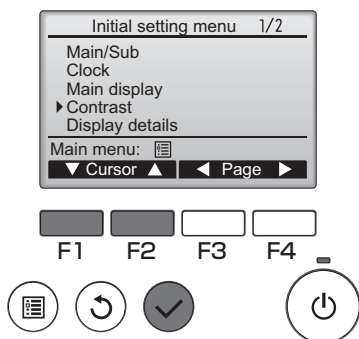 Initial setting menu 1/2
Main/Sub
Clock
Main display
Contrast
Display details
Main menu:
Cursor Page
F1 F2 F3 F4